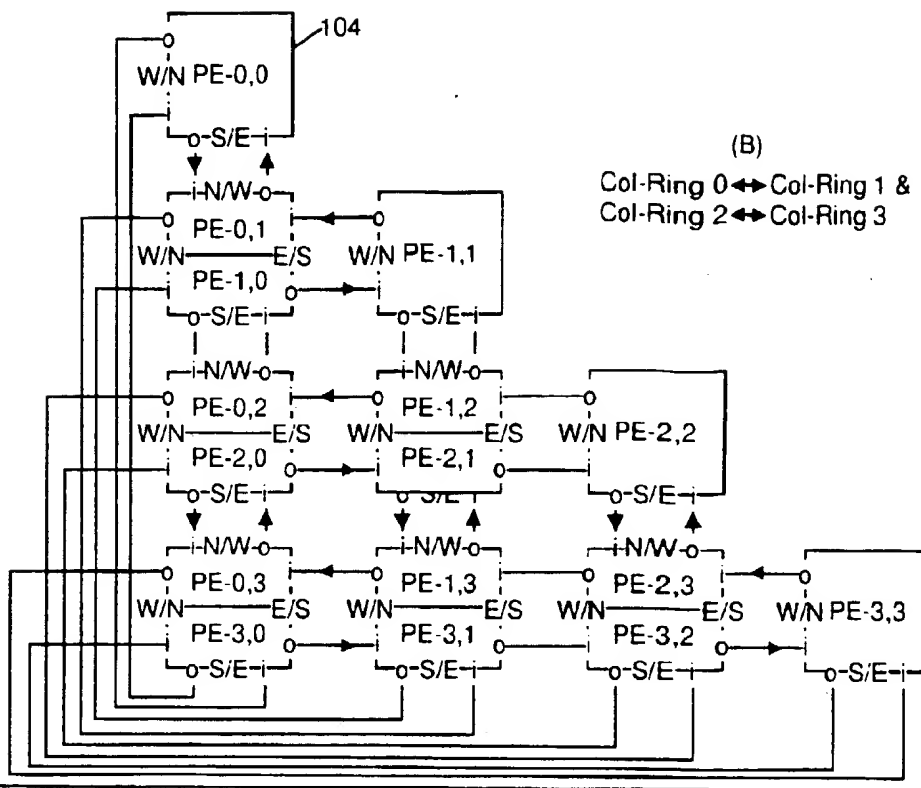 104
o
W/N PE-0,0
i
o-S/E-i
(B)
Col-Ring 0↔Col-Ring 1 &
Col-Ring 2↔Col-Ring 3
i-N/W-o
o PE-0,1 i o
W/N E/S W/N PE-1,1
i PE-1,0 o i
o-S/E-i o-S/E-i
i-N/W-o i-N/W-o
o PE-0,2 i o PE-1,2 i o
W/N E/S W/N E/S W/N PE-2,2
i PE-2,0 o i PE-2,1 o i
o-S/E-i o-S/E-i o-S/E-i
i-N/W-o i-N/W-o i-N/W-o
o PE-0,3 i o PE-1,3 i o PE-2,3 i o
W/N E/S W/N E/S W/N E/S W/N PE-3,3
i PE-3,0 o i PE-3,1 o i PE-3,2 o i
o-S/E-i o-S/E-i o-S/E-i o-S/E-i